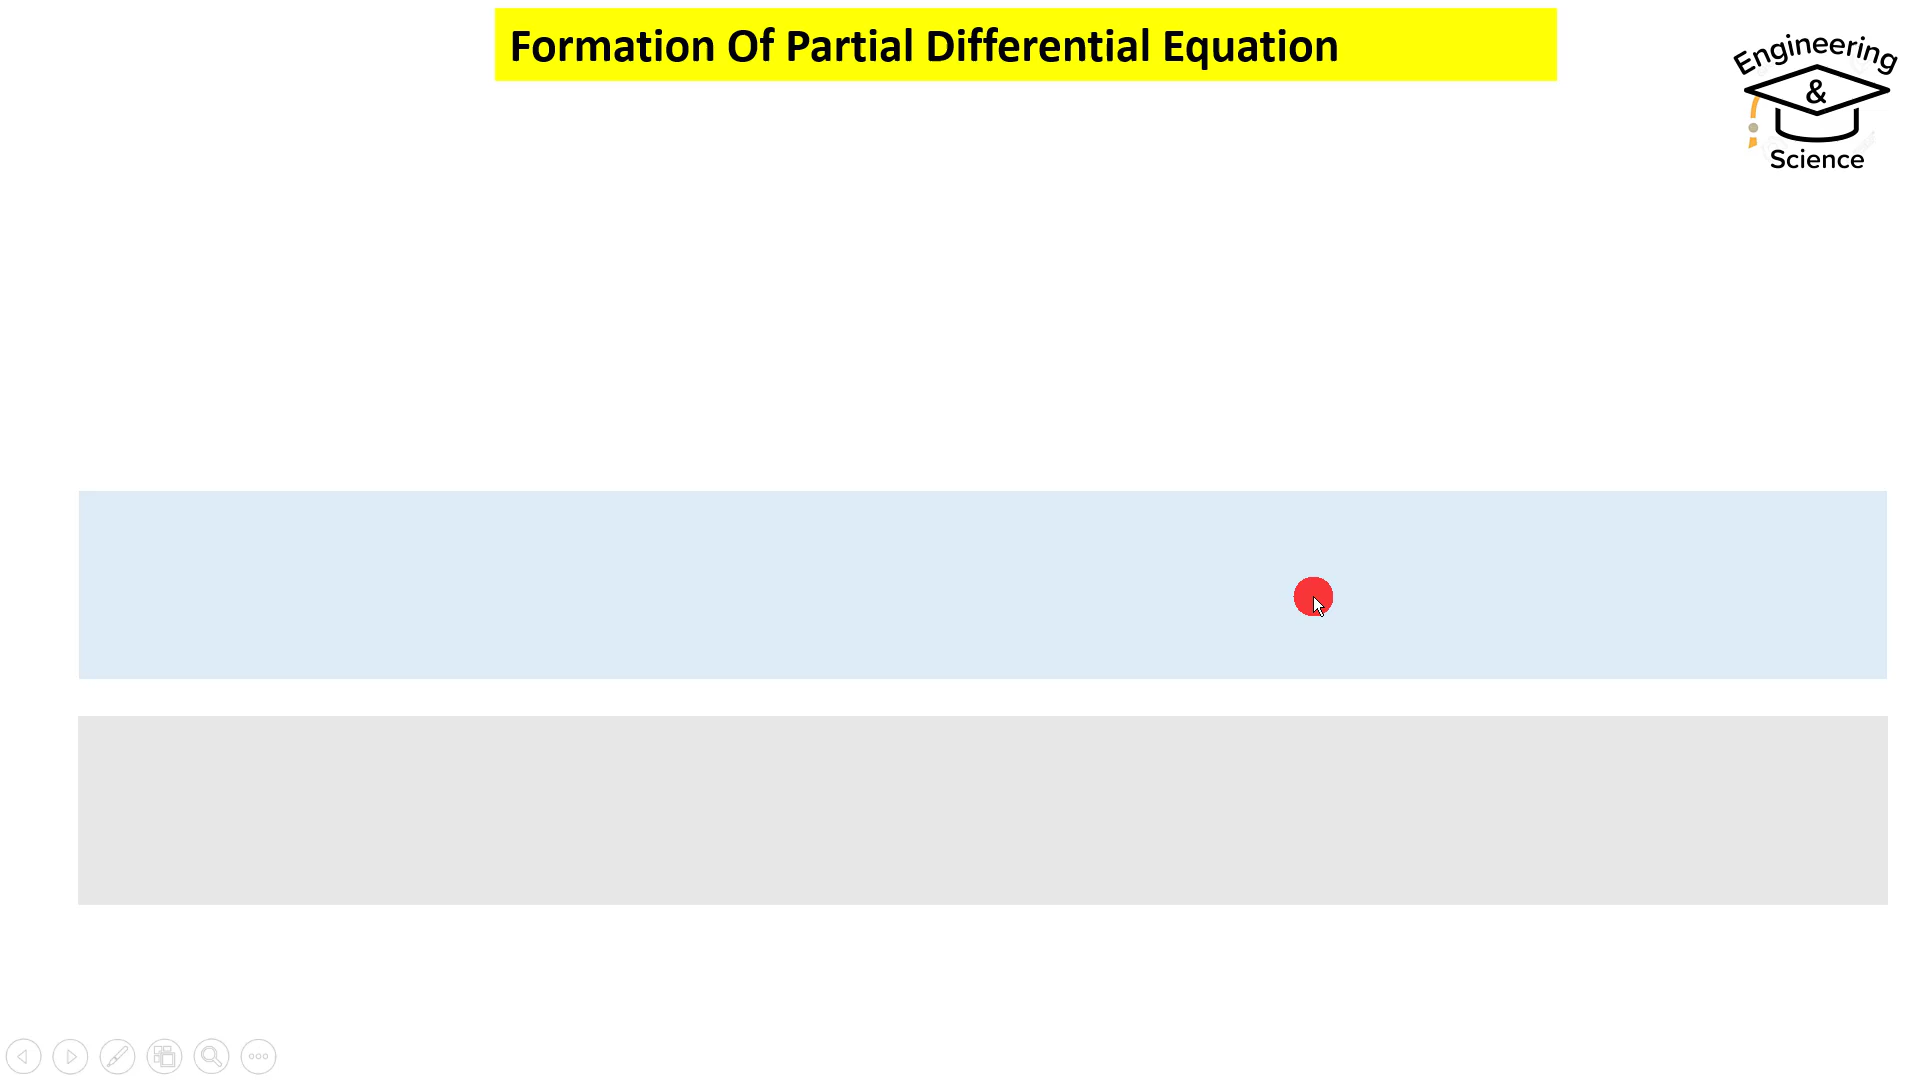 Formation Of Partial Differential Equation
Engineering
&
Science